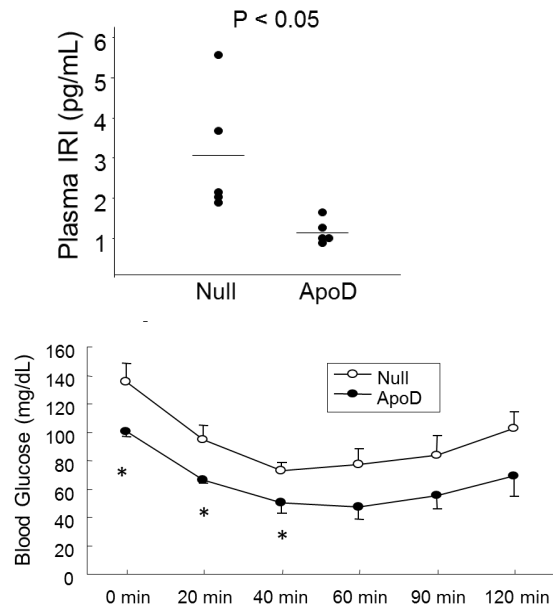 P < 0.05
Plasma IRI (pg/mL)
6
5
4
3
2
1
Null
ApoD
Blood Glucose (mg/dL)
160
140
120
100
80
60
40
20
0
Null
ApoD
*
*
*
0 min
20 min
40 min
60 min
90 min
120 min